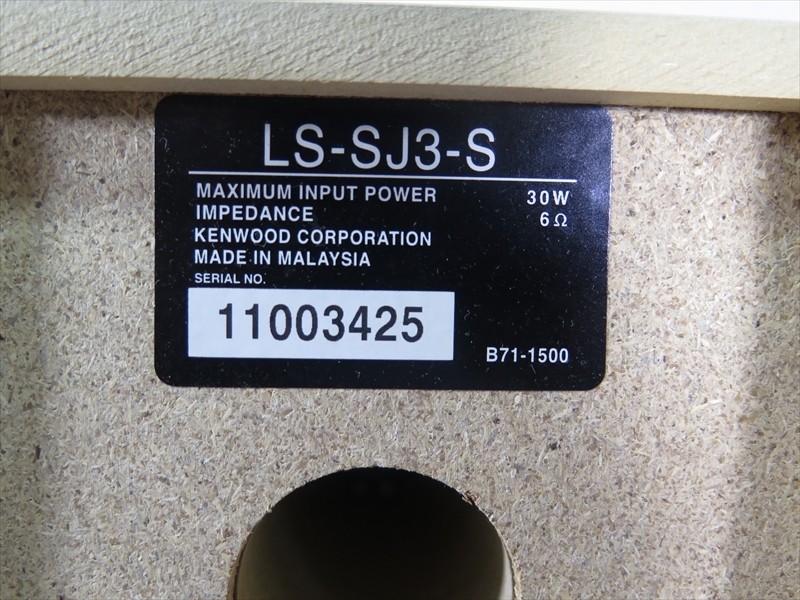 LS-SJ3-S
MAXIMUM INPUT POWER 30W
IMPEDANCE 6Ω
KENWOOD CORPORATION
MADE IN MALAYSIA
SERIAL NO.
11003425
B71-1500